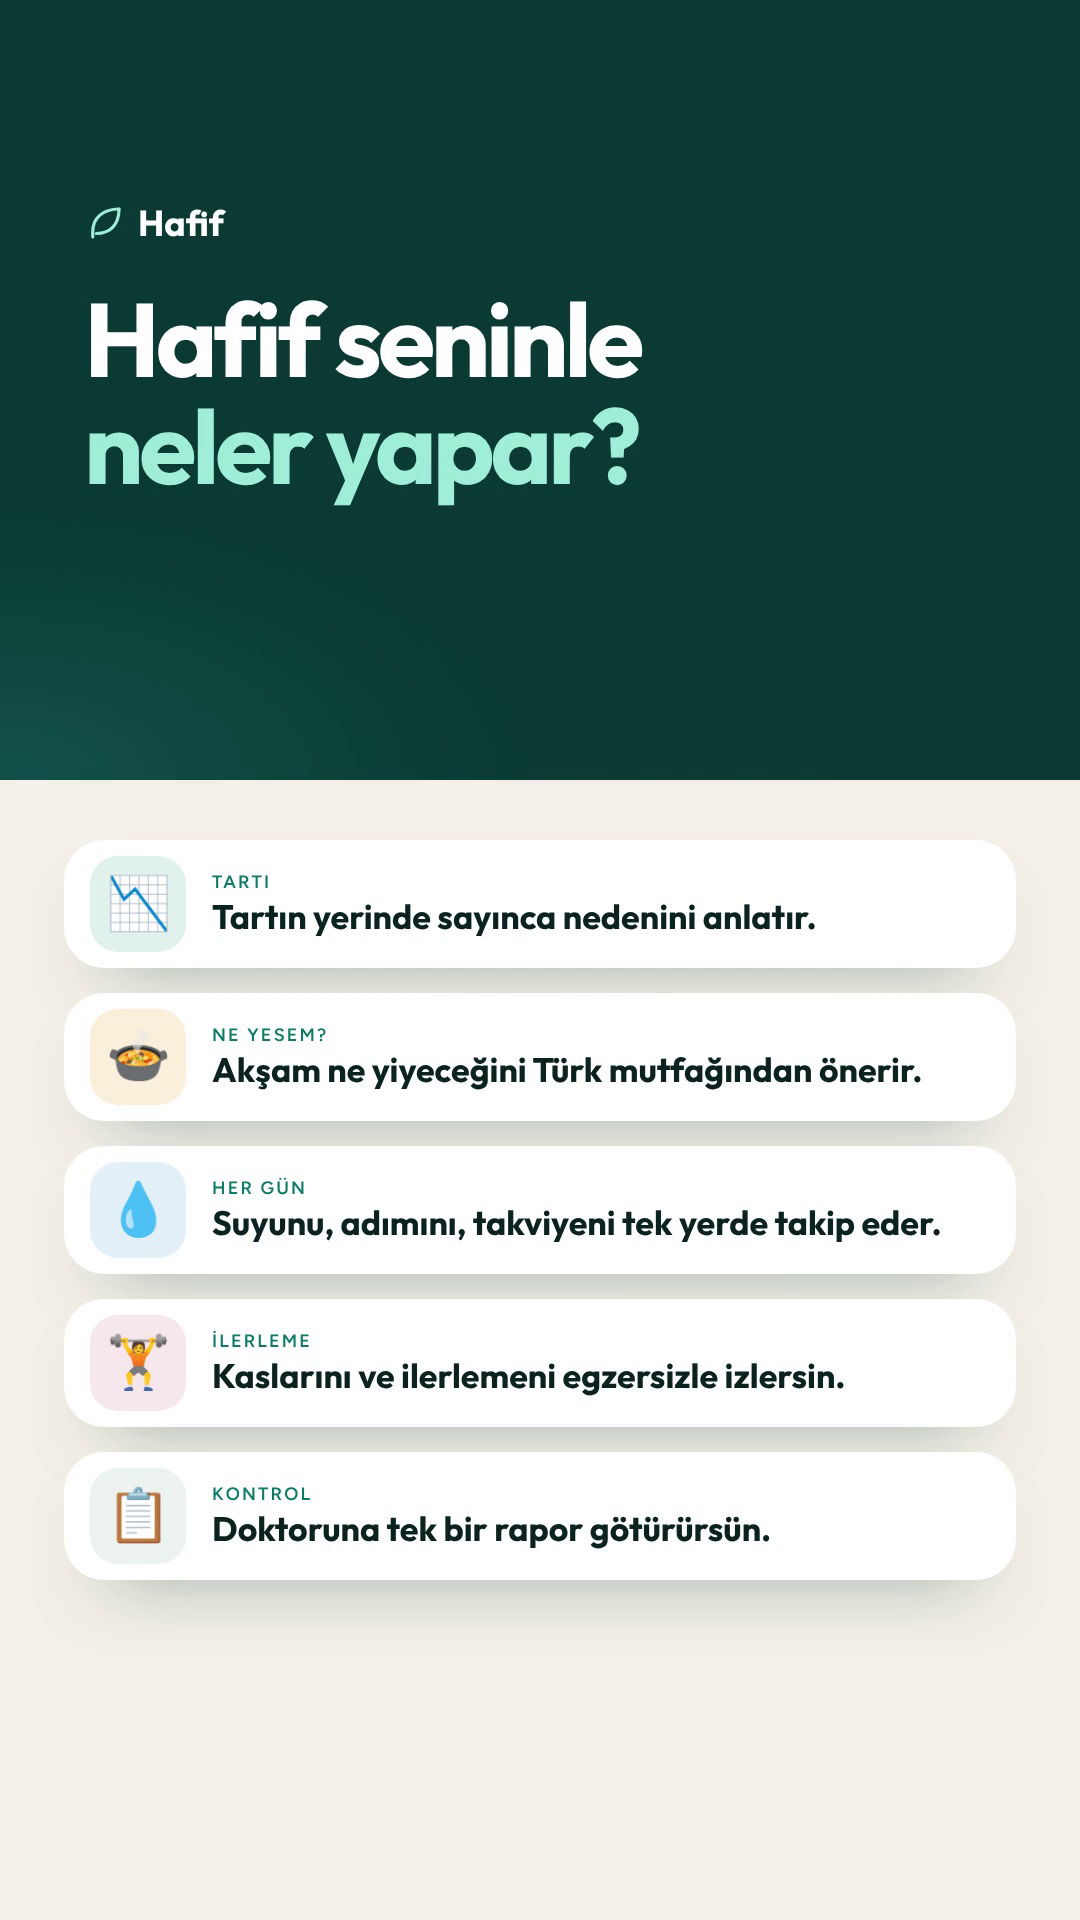 Hafif
Hafif seninle
neler yapar?
TARTI
Tartın yerinde sayınca nedenini anlatır.
NE YESEM?
Akşam ne yiyeceğini Türk mutfağından önerir.
HER GÜN
Suyunu, adımını, takviyeni tek yerde takip eder.
İLERLEME
Kaslarını ve ilerlemeni egzersizle izlersin.
KONTROL
Doktoruna tek bir rapor götürürsün.